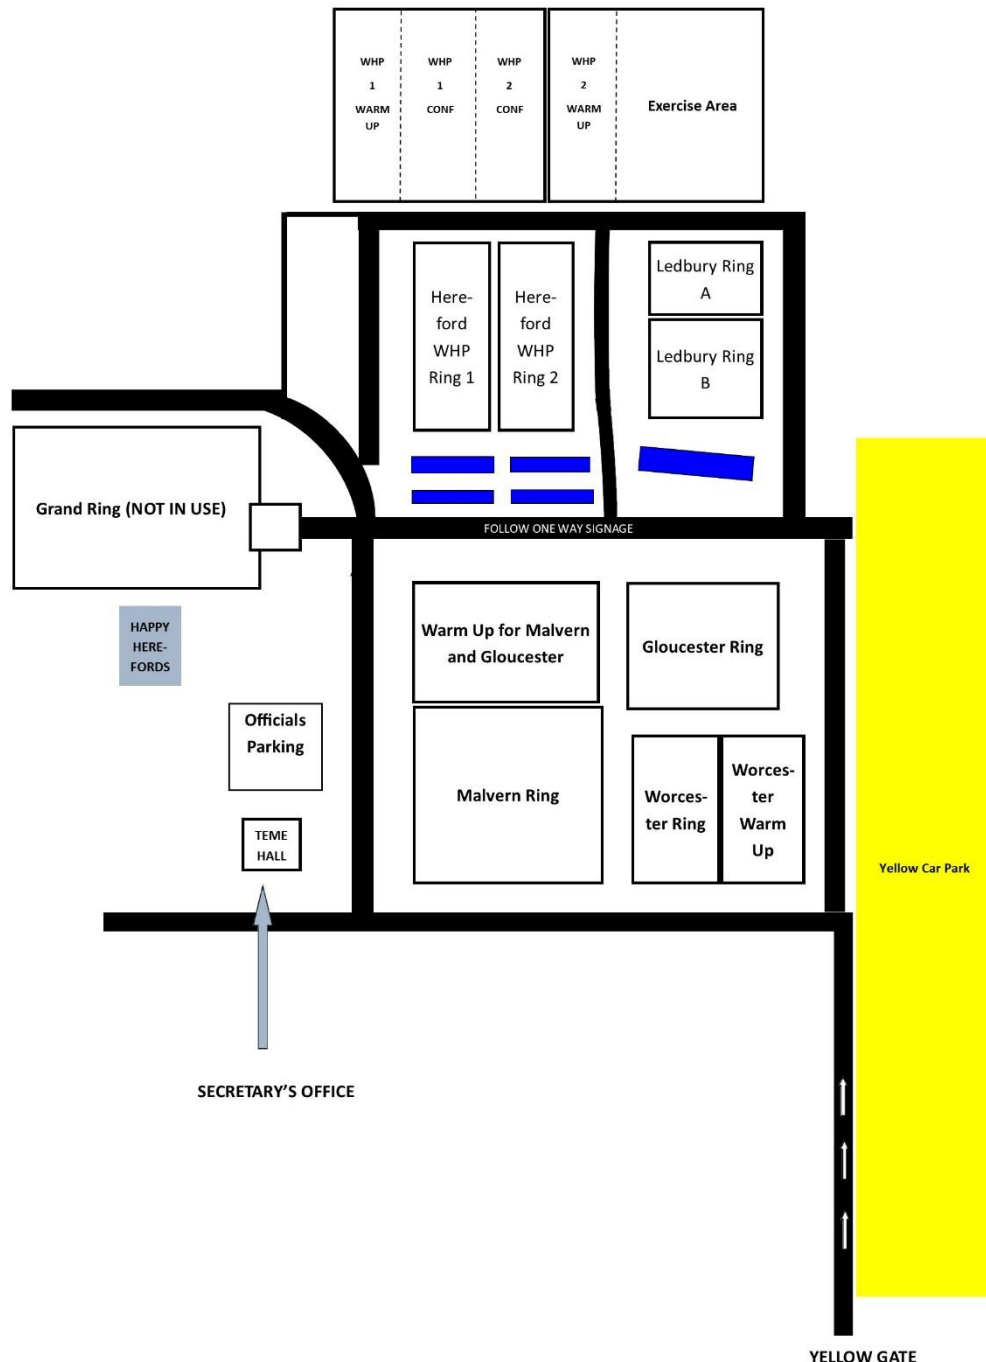 WHP
1
WARM
UP
WHP
1
CONF
WHP
2
CONF
WHP
2
WARM
UP
Exercise Area
Here-
ford
WHP
Ring 1
Here-
ford
WHP
Ring 2
Ledbury Ring
A
Ledbury Ring
B
Grand Ring (NOT IN USE)
FOLLOW ONE WAY SIGNAGE
HAPPY
HERE-
FORDS
Warm Up for Malvern
and Gloucester
Gloucester Ring
Officials
Parking
Malvern Ring
Worces-
ter Ring
Worces-
ter
Warm
Up
TEME
HALL
Yellow Car Park
SECRETARY'S OFFICE
YELLOW GATE